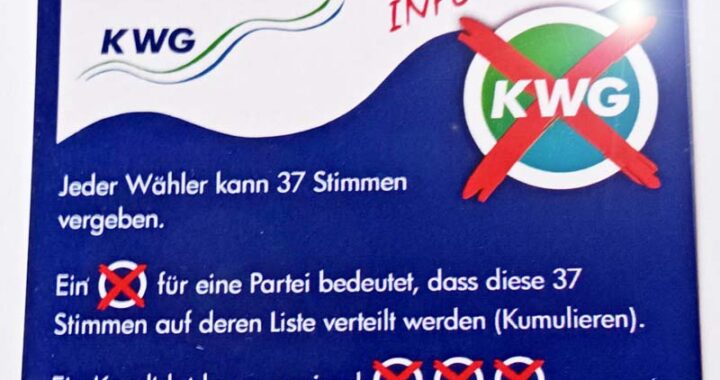 INFO
KWG
KWG
Jeder Wähler kann 37 Stimmen
vergeben.
Ein für eine Partei bedeutet, dass diese 37
Stimmen auf deren Liste verteilt werden (Kumulieren).